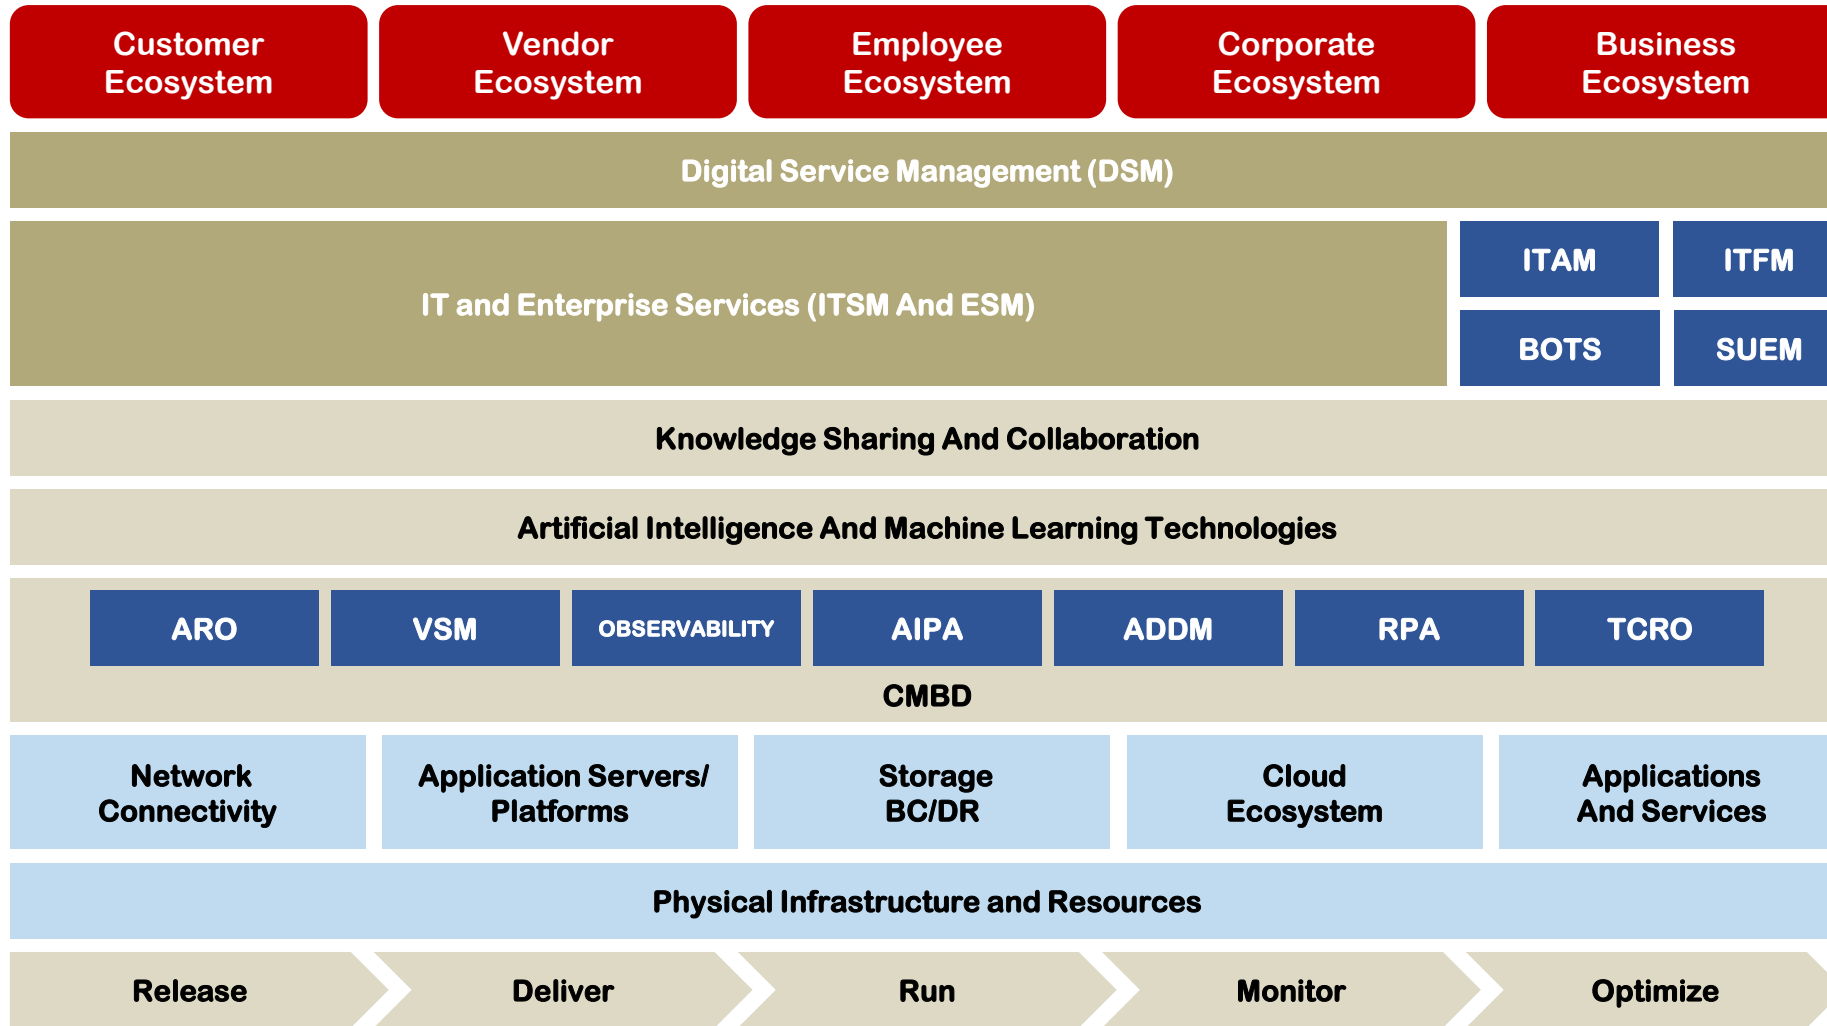 Customer
Ecosystem
Vendor
Ecosystem
Employee
Ecosystem
Corporate
Ecosystem
Business
Ecosystem
Digital Service Management (DSM)
IT and Enterprise Services (ITSM And ESM)
ITAM
ITFM
BOTS
SUEM
Knowledge Sharing And Collaboration
Artificial Intelligence And Machine Learning Technologies
ARO
VSM
OBSERVABILITY
AIPA
ADDM
RPA
TCRO
CMBD
Network
Connectivity
Application Servers/
Platforms
Storage
BC/DR
Cloud
Ecosystem
Applications
And Services
Physical Infrastructure and Resources
Release
Deliver
Run
Monitor
Optimize